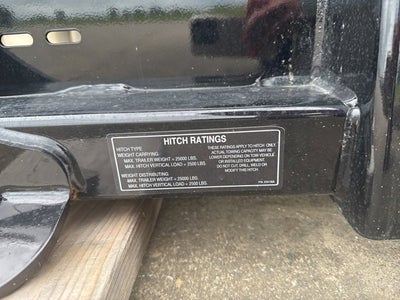 HITCH RATINGS
HITCH TYPE
WEIGHT CARRYING
MAX. TRAILER WEIGHT = 25000 LBS.
MAX. HITCH VERTICAL LOAD = 2500 LBS.
WEIGHT DISTRIBUTING
MAX. TRAILER WEIGHT = 25000 LBS.
MAX. HITCH VERTICAL LOAD = 2500 LBS.
THESE RATINGS APPLY TO HITCH ONLY.
ACTUAL TOWING CAPACITY MAY BE
LOWER DEPENDING ON TOW VEHICLE
OR INSTALLED EQUIPMENT.
DO NOT CUT, DRILL, WELD OR
MODIFY THIS HITCH.